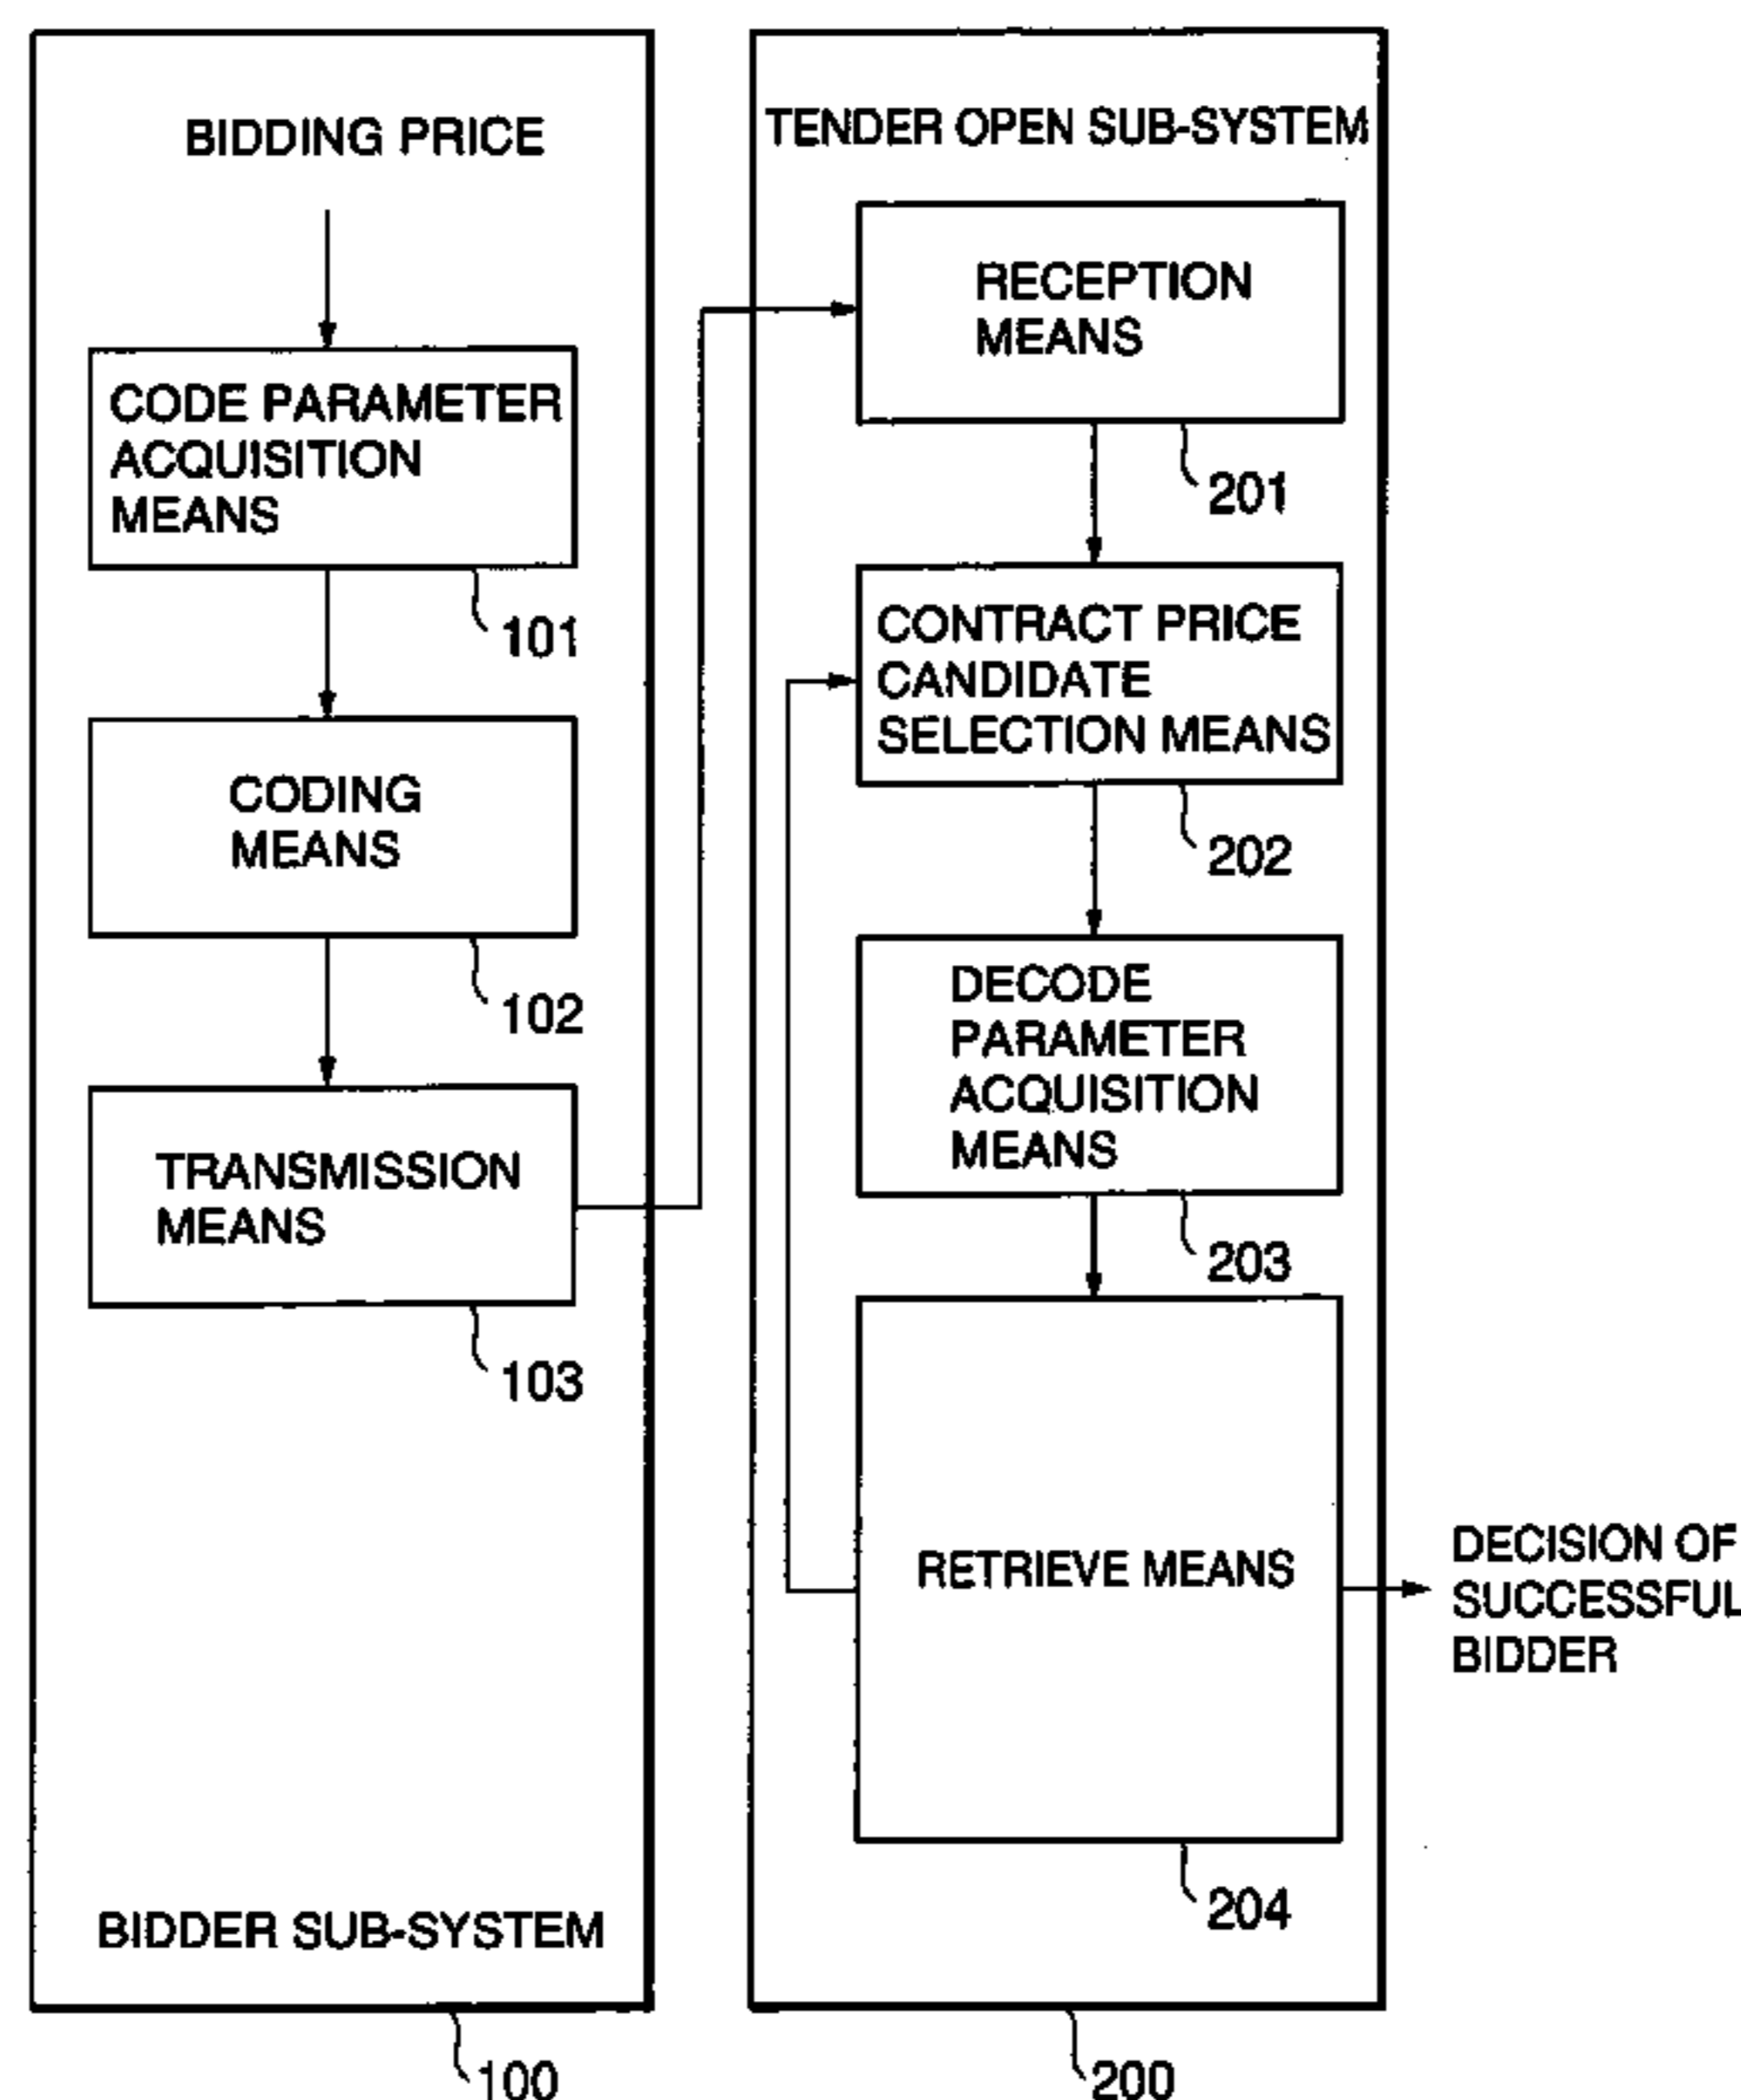 BIDDING PRICE
CODE PARAMETER
ACQUISITION
MEANS
101
CODING
MEANS
102
TRANSMISSION
MEANS
103
BIDDER SUB-SYSTEM
100
TENDER OPEN SUB-SYSTEM
RECEPTION
MEANS
201
CONTRACT PRICE
CANDIDATE
SELECTION MEANS
202
DECODE
PARAMETER
ACQUISITION
MEANS
203
RETRIEVE MEANS
204
200
DECISION OF
SUCCESSFUL
BIDDER